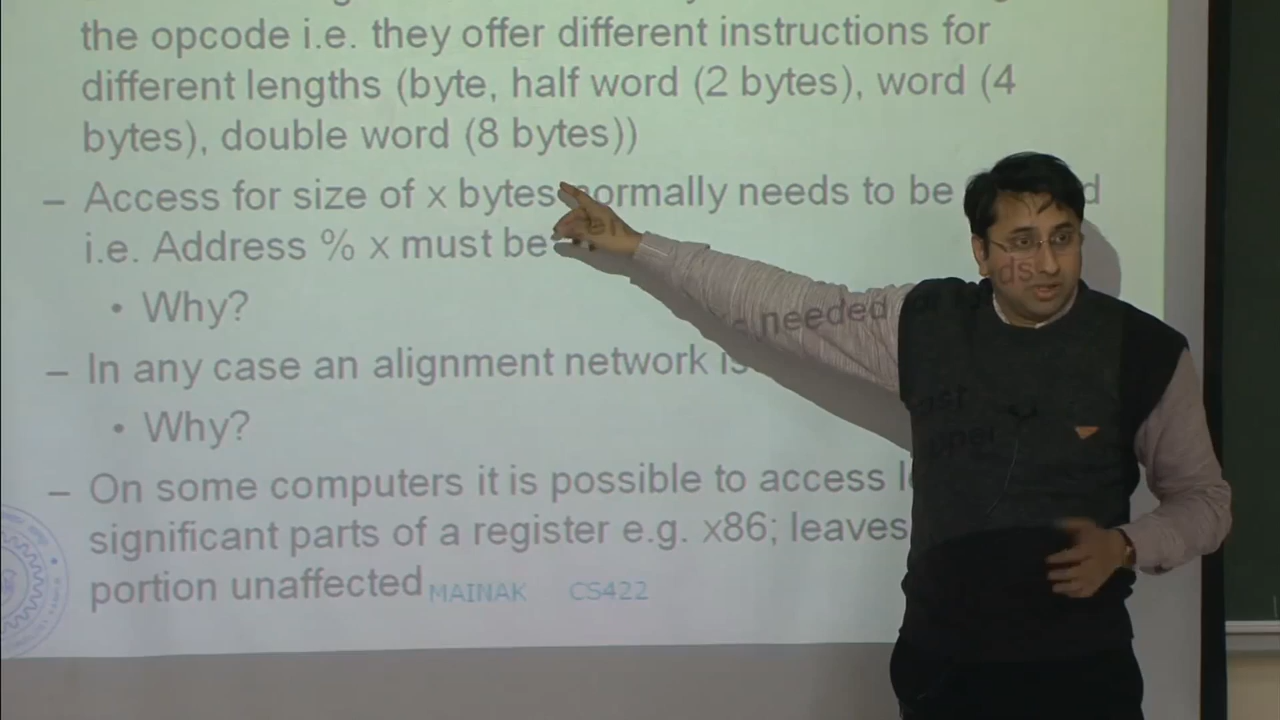 the opcode i.e. they offer different instructions for
different lengths (byte, half word (2 bytes), word (4
bytes), double word (8 bytes))
– Access for size of x bytes normally needs to be
i.e. Address % x must be
• Why?
– In any case an alignment network is needed
• Why?
– On some computers it is possible to access
significant parts of a register e.g. x86; leaves
portion unaffected
MAINAK CS422